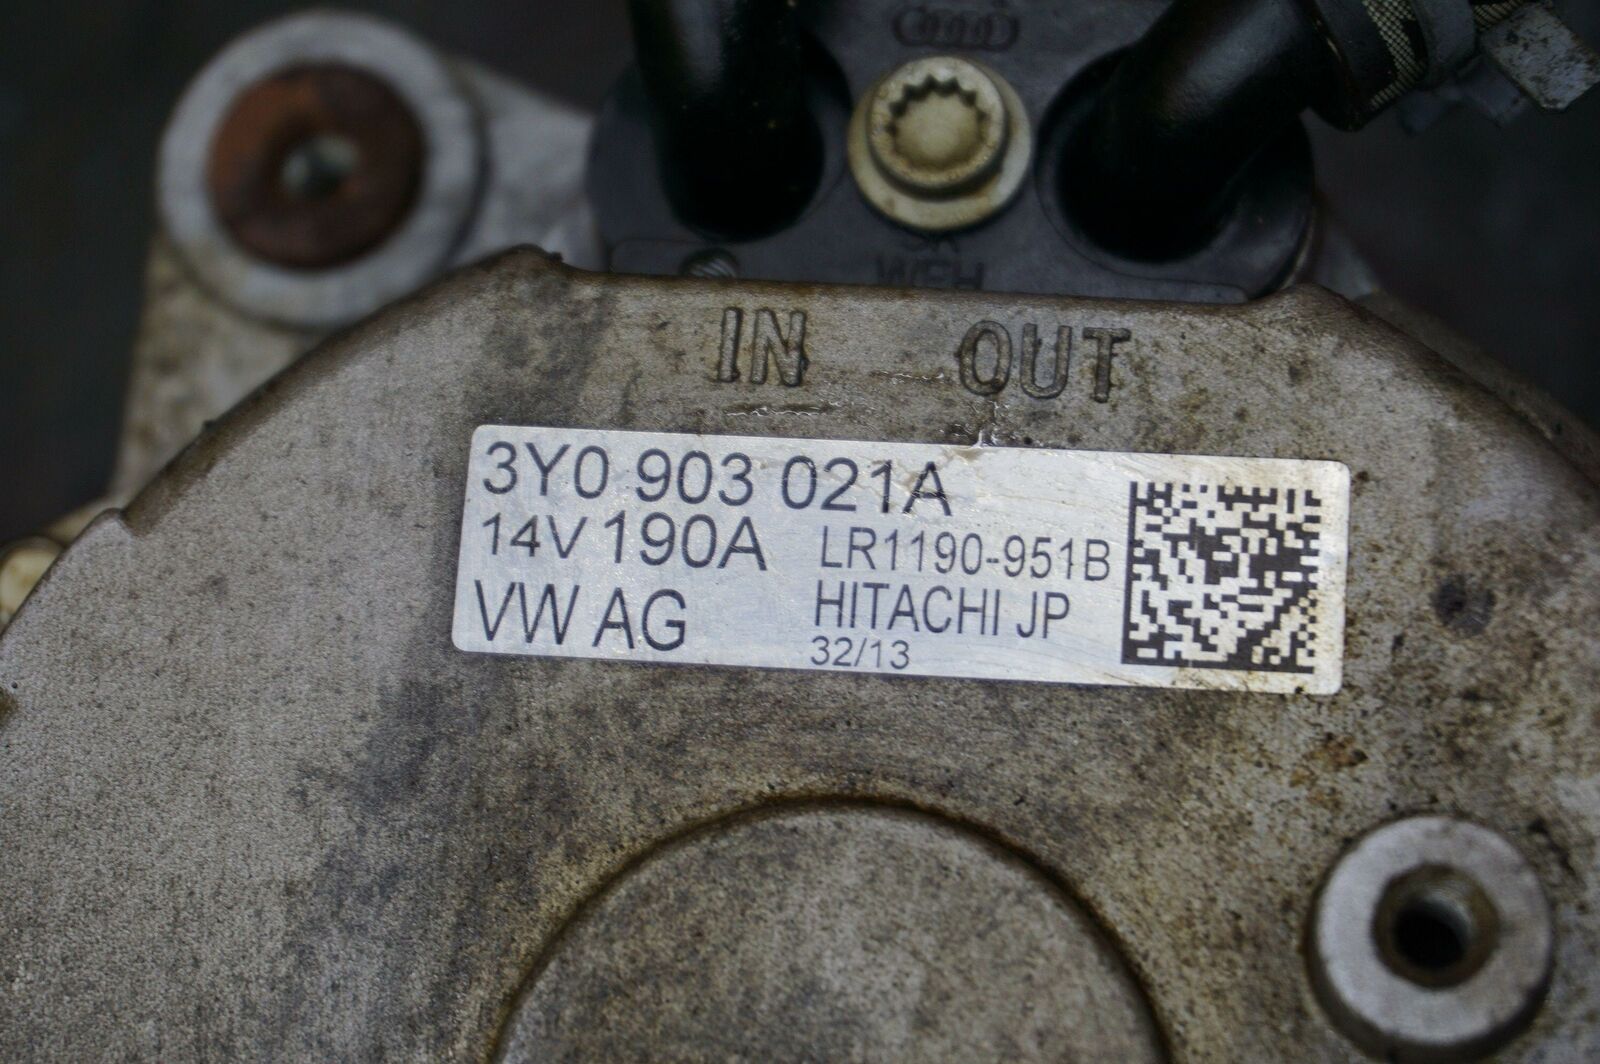 IN OUT
3Y0 903 021A
14V 190A LR1190-951B
VW AG HITACHI JP
32/13